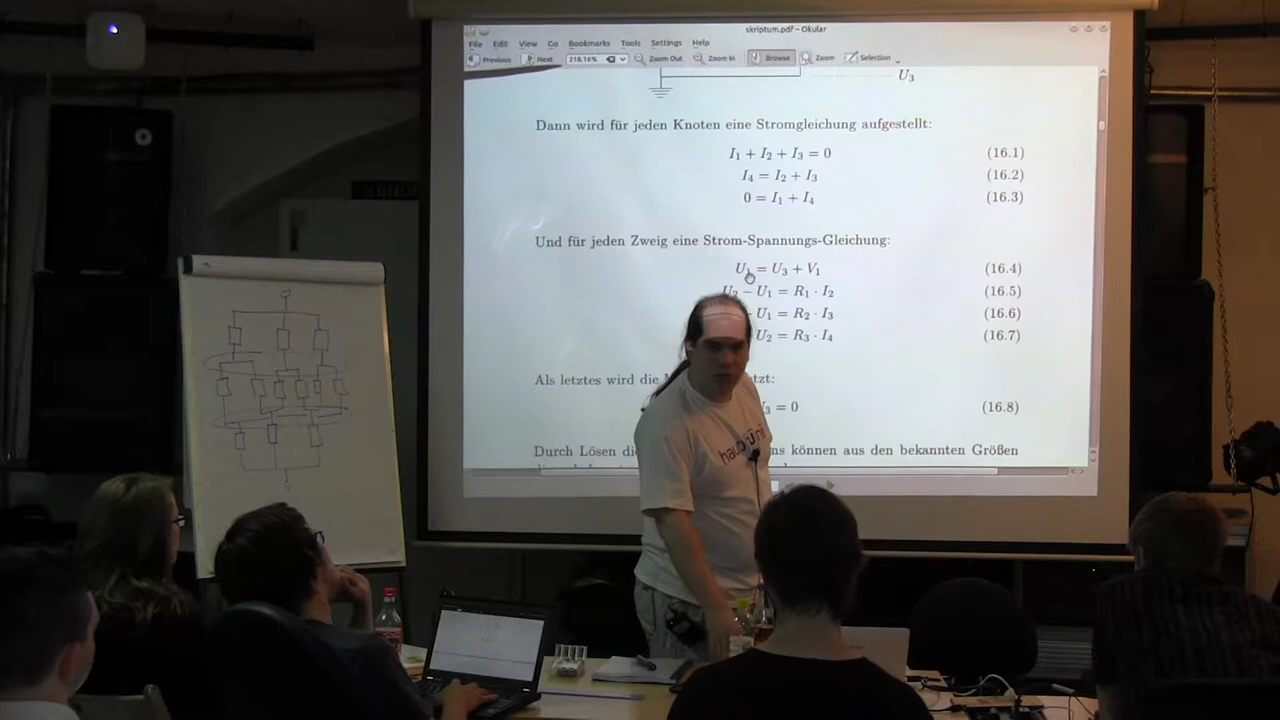 skriptum.pdf – Okular
File Edit View Go Bookmarks Tools Settings Help
Previous Next 218,16% Zoom Out Zoom In Browse Zoom Selection
U₃
Dann wird für jeden Knoten eine Stromgleichung aufgestellt:
I₁ + I₂ + I₃ = 0 (16.1)
I₄ = I₂ + I₃ (16.2)
0 = I₁ + I₄ (16.3)
Und für jeden Zweig eine Strom-Spannungs-Gleichung:
U₁ = U₃ + V₁ (16.4)
U₂ − U₁ = R₁ · I₂ (16.5)
U₁ = R₂ · I₃ (16.6)
U₂ = R₃ · I₄ (16.7)
Als letztes wird die
₃ = 0 (16.8)
Durch Lösen können aus den bekannten Größen